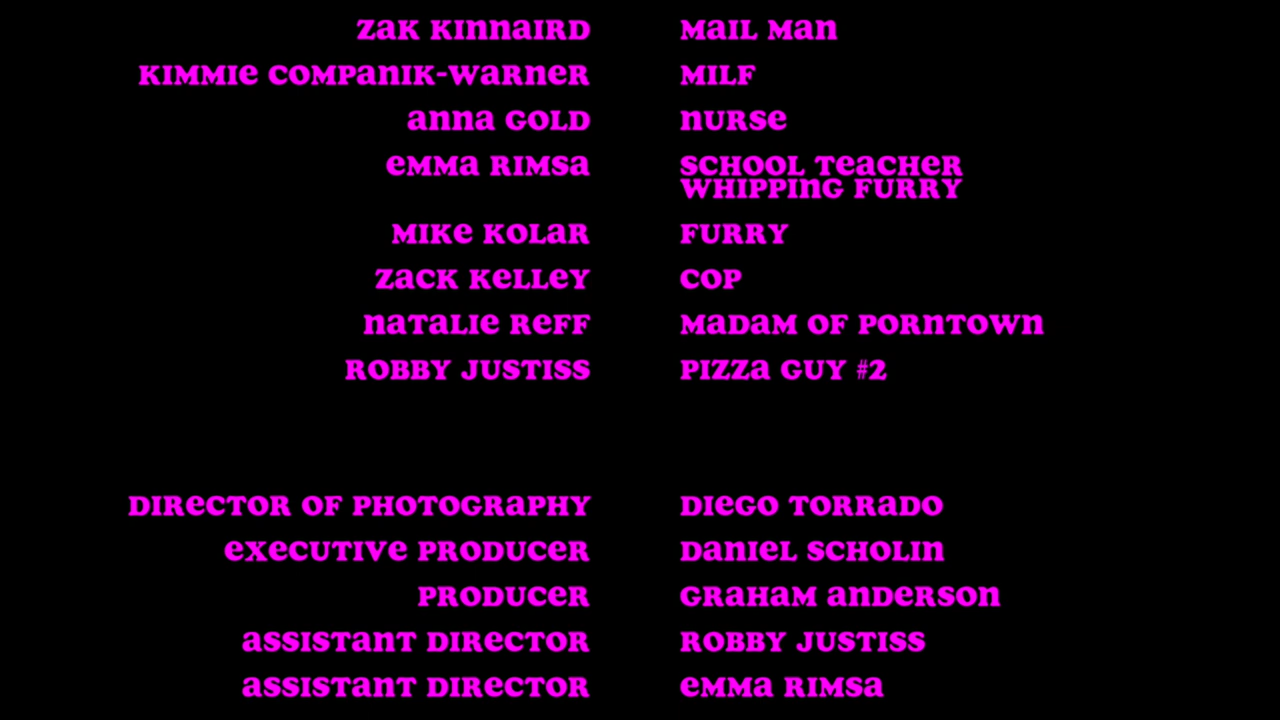 Zak Kinnaird Mail Man
Kimmie Companik-Warner MILF
Anna Gold Nurse
Emma Rimsa School Teacher
Whipping Furry
Mike Kolar Furry
Zack Kelley Cop
Natalie Reff Madam of Porntown
Robby Justiss Pizza Guy #2
Director of Photography Diego Torrado
Executive Producer Daniel Scholin
Producer Graham Anderson
Assistant Director Robby Justiss
Assistant Director Emma Rimsa